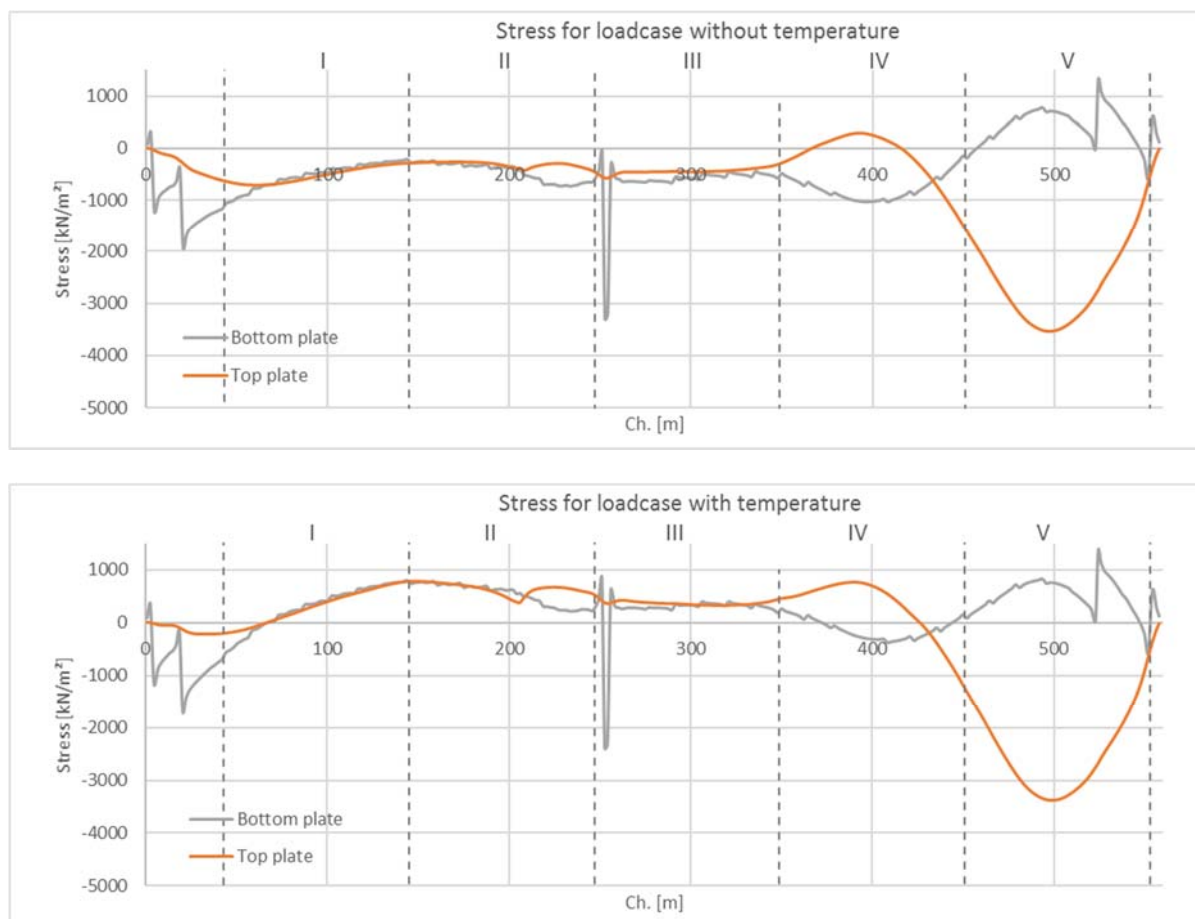 Stress for loadcase without temperature
I II III IV V
1000
0
-1000
-2000
-3000
-4000
-5000
Stress [kN/m²]
0 100 200 300 400 500
Bottom plate
Top plate
Ch. [m]
Stress for loadcase with temperature
I II III IV V
1000
0
-1000
-2000
-3000
-4000
-5000
Stress [kN/m²]
0 100 200 300 400 500
Bottom plate
Top plate
Ch. [m]